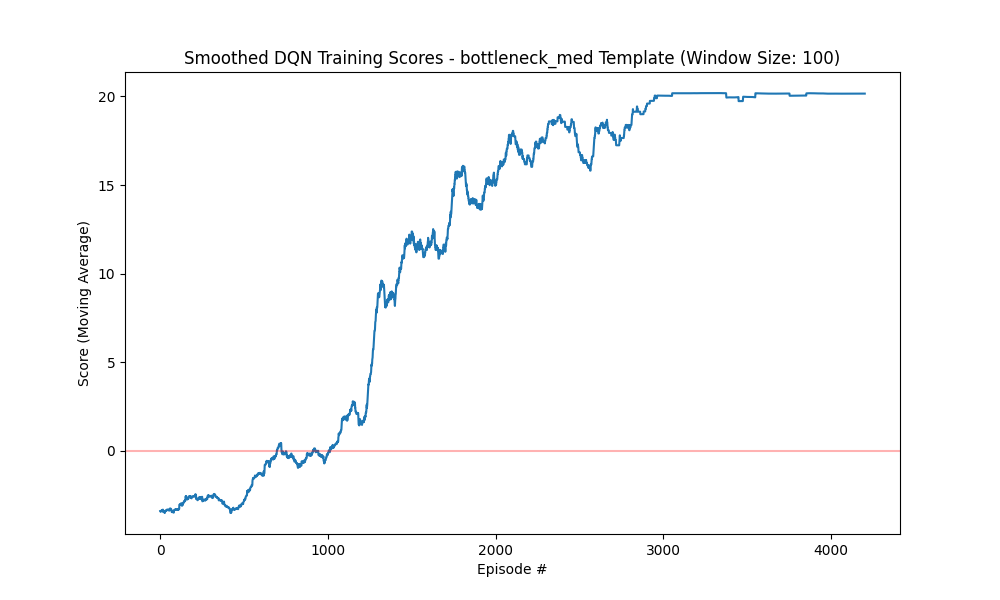 Smoothed DQN Training Scores - bottleneck_med Template (Window Size: 100)
20
15
10
5
0
Score (Moving Average)
0 1000 2000 3000 4000
Episode #